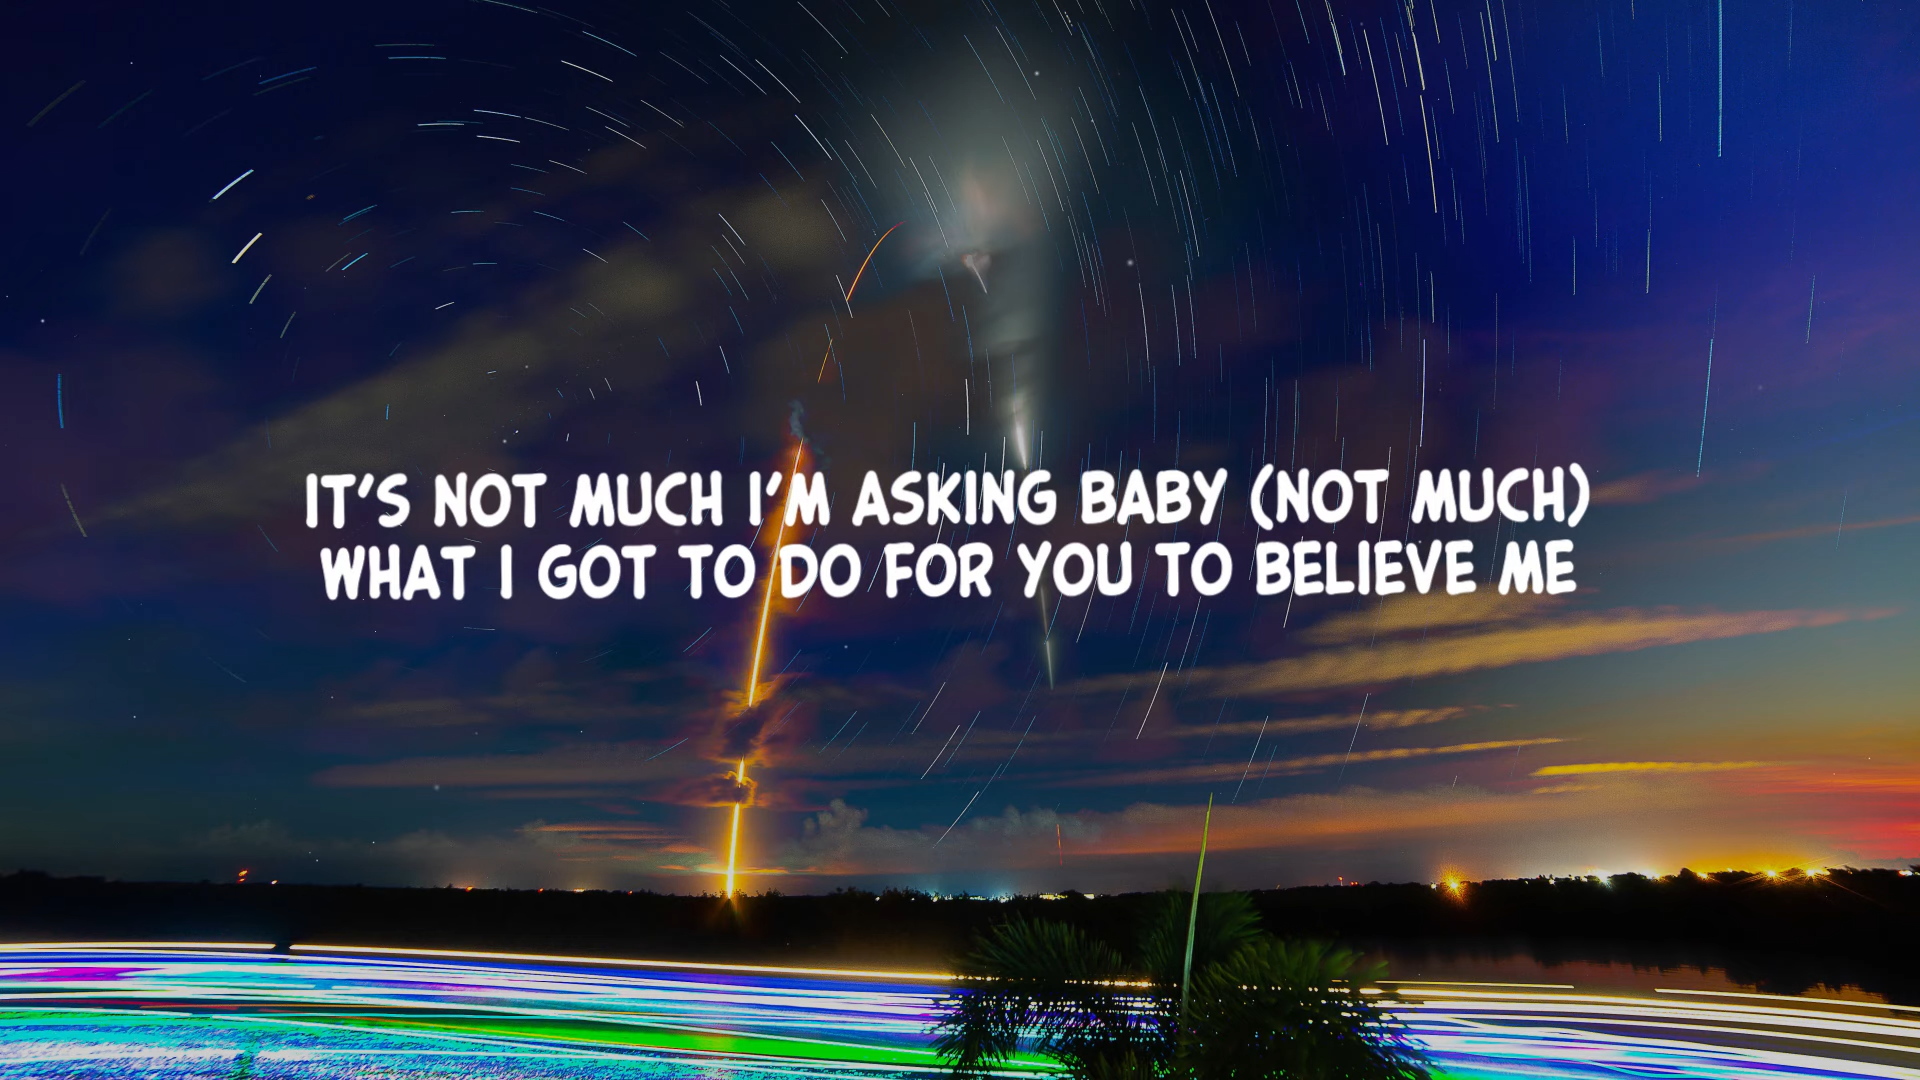 IT'S NOT MUCH I'M ASKING BABY (NOT MUCH)
WHAT I GOT TO DO FOR YOU TO BELIEVE ME